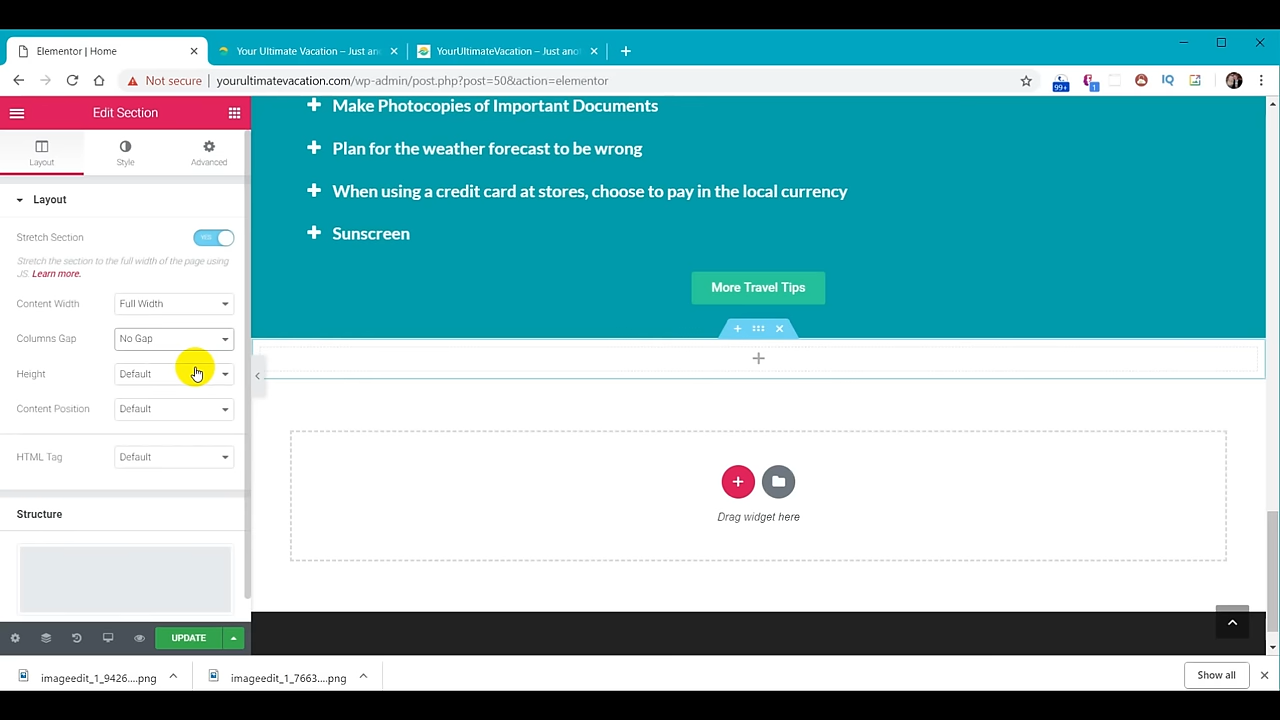 Elementor | Home
Your Ultimate Vacation – Just an
YourUltimateVacation – Just anot
Not secure | yourultimatevacation.com/wp-admin/post.php?post=50&action=elementor
99+
1
IQ
Edit Section
Layout
Style
Advanced
Layout
Stretch Section
YES
Stretch the section to the full width of the page using
JS. Learn more.
Content Width
Full Width
Columns Gap
No Gap
Height
Default
Content Position
Default
HTML Tag
Default
Structure
UPDATE
Make Photocopies of Important Documents
Plan for the weather forecast to be wrong
When using a credit card at stores, choose to pay in the local currency
Sunscreen
More Travel Tips
Drag widget here
imageedit_1_9426....png
imageedit_1_7663....png
Show all